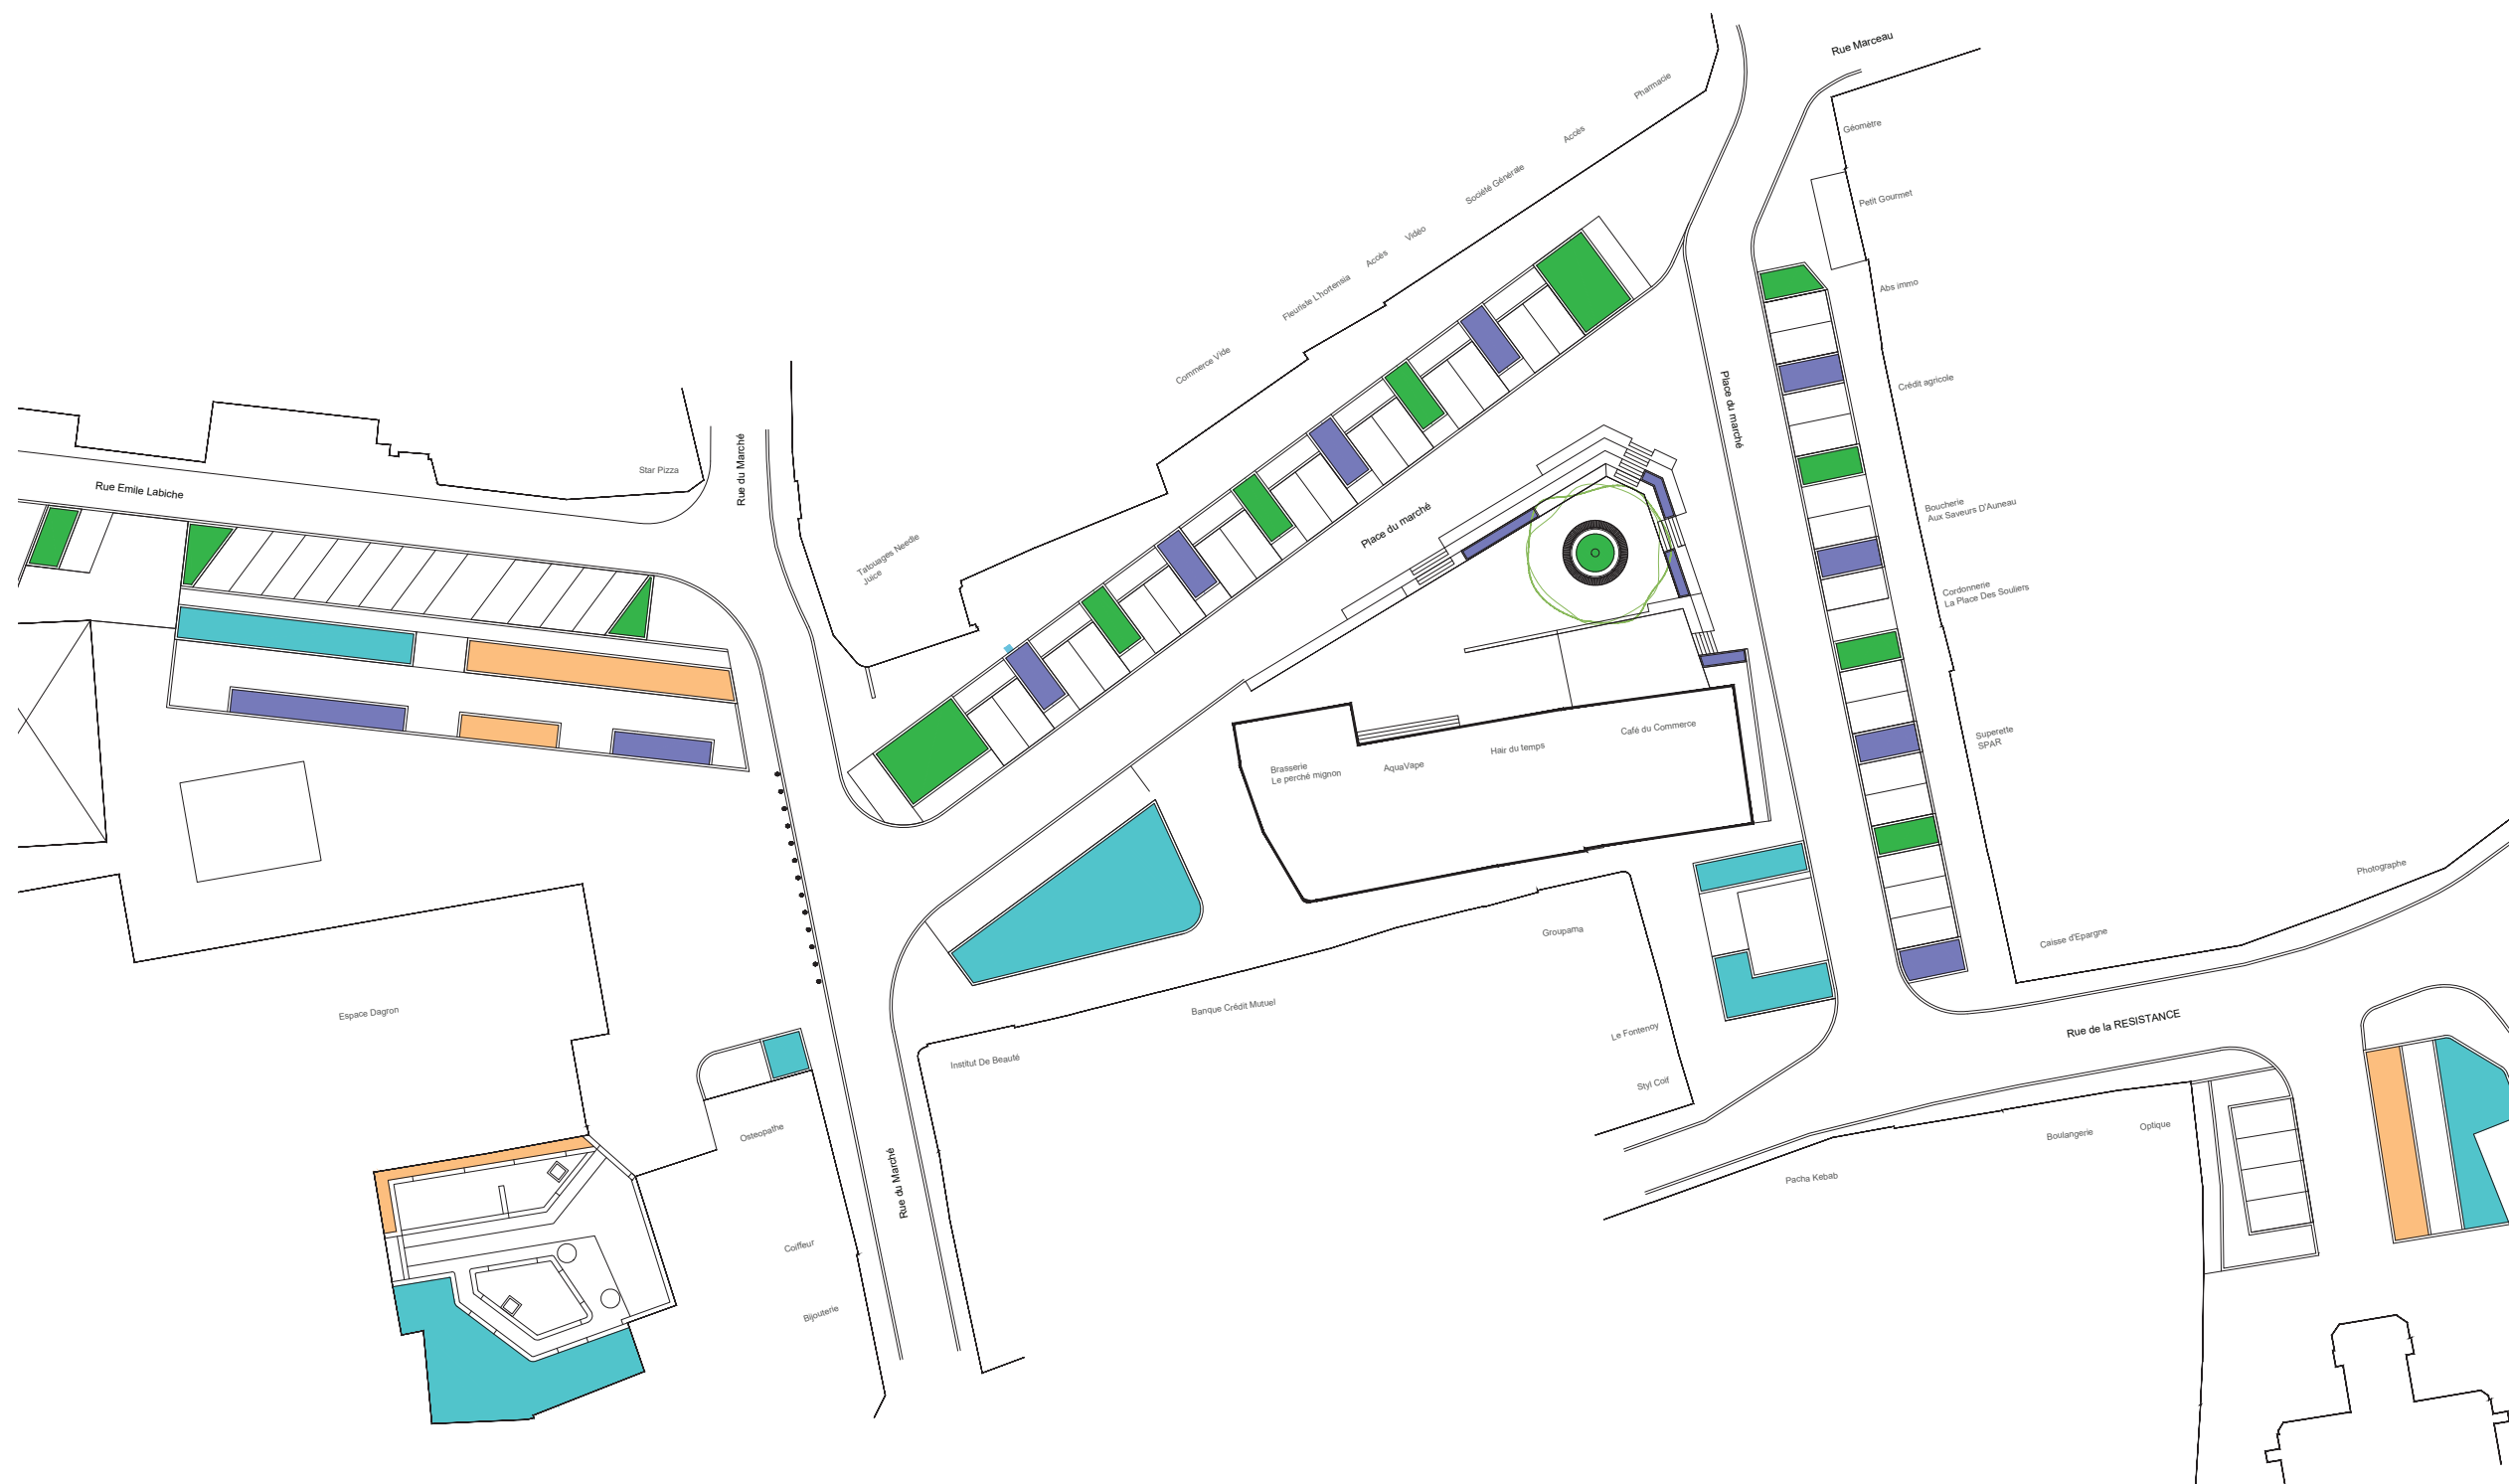 Rue Marceau
Pharmacie
Géomètre
Accès
Société Générale
Petit Gourmet
Vidéo
Accès
Fleuriste L'hortensia
Abs immo
Commerce Vide
Crédit agricole
Place du marché
Star Pizza
Rue du Marché
Rue Emile Labiche
Boucherie
Aux Saveurs D'Auneau
Place du marché
Tatouages Needle
Juice
Cordonnerie
La Place Des Souliers
Superette
SPAR
Café du Commerce
Hair du temps
AquaVape
Brasserie
Le perché mignon
Photographe
Groupama
Caisse d'Epargne
Espace Dagron
Banque Crédit Mutuel
Rue de la RESISTANCE
Le Fontenoy
Institut De Beauté
Styl Coif
Osteopathe
Boulangerie
Optique
Pacha Kebab
Rue du Marché
Coiffeur
Bijouterie